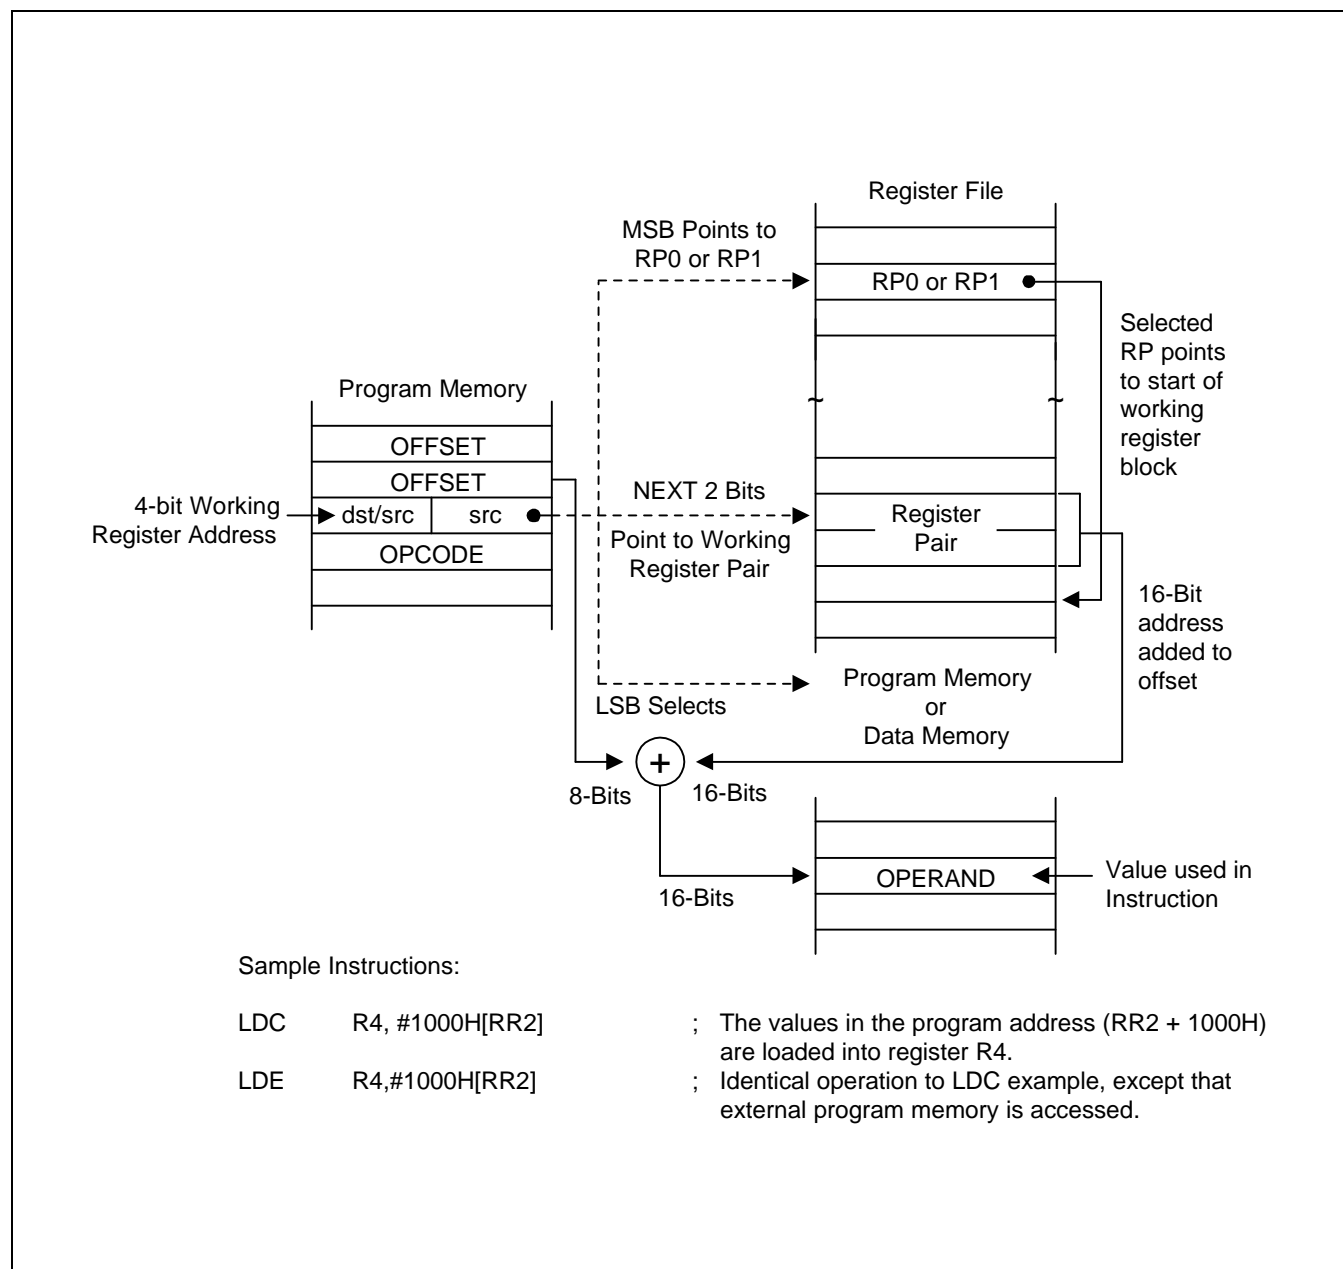 Register File
MSB Points to
RP0 or RP1
RP0 or RP1
Selected
RP points
to start of
working
register
block
Program Memory
OFFSET
OFFSET
4-bit Working
Register Address
dst/src
src
OPCODE
NEXT 2 Bits
Point to Working
Register Pair
Register
Pair
16-Bit
address
added to
offset
~
~
LSB Selects
Program Memory
or
Data Memory
+
8-Bits
16-Bits
16-Bits
OPERAND
Value used in
Instruction
Sample Instructions:
LDC R4, #1000H[RR2] ; The values in the program address (RR2 + 1000H)
are loaded into register R4.
LDE R4,#1000H[RR2] ; Identical operation to LDC example, except that
external program memory is accessed.